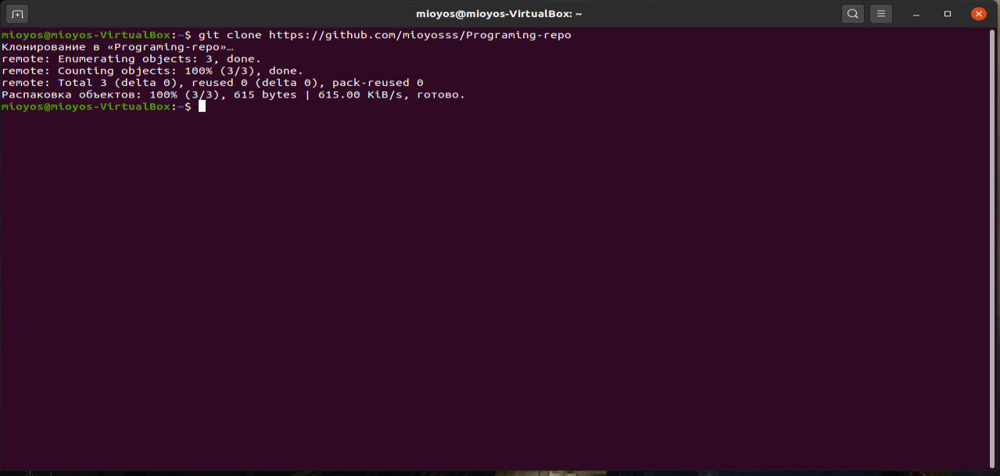 mioyos@mioyos-VirtualBox: ~
mioyos@mioyos-VirtualBox:~$ git clone https://github.com/mioyosss/Programing-repo
Клонирование в «Programing-repo»…
remote: Enumerating objects: 3, done.
remote: Counting objects: 100% (3/3), done.
remote: Total 3 (delta 0), reused 0 (delta 0), pack-reused 0
Распаковка объектов: 100% (3/3), 615 bytes | 615.00 KiB/s, готово.
mioyos@mioyos-VirtualBox:~$